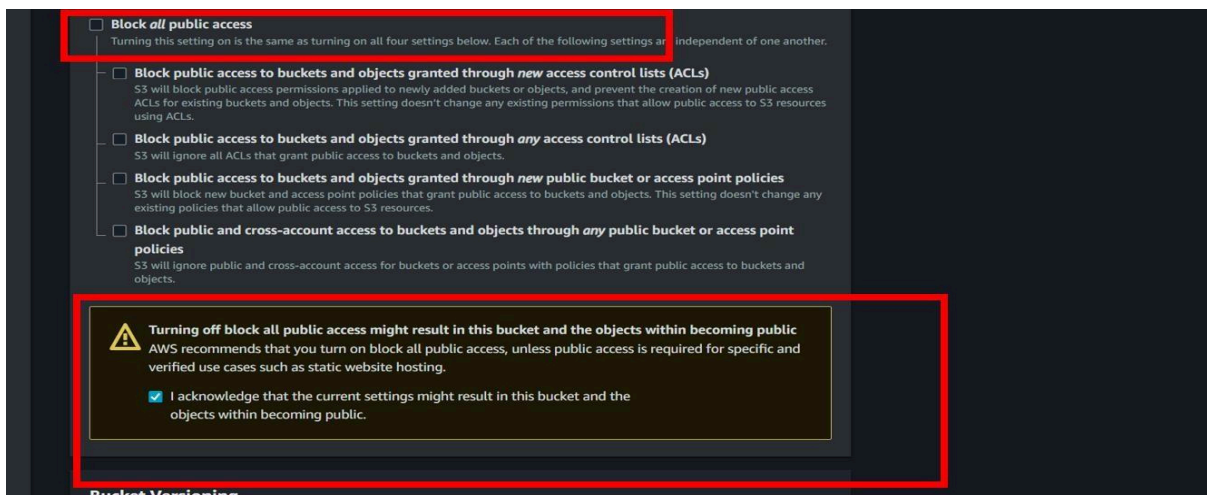 Block all public access
Turning this setting on is the same as turning on all four settings below. Each of the following settings are independent of one another.
Block public access to buckets and objects granted through new access control lists (ACLs)
S3 will block public access permissions applied to newly added buckets or objects, and prevent the creation of new public access
ACLs for existing buckets and objects. This setting doesn't change any existing permissions that allow public access to S3 resources
using ACLs.
Block public access to buckets and objects granted through any access control lists (ACLs)
S3 will ignore all ACLs that grant public access to buckets and objects.
Block public access to buckets and objects granted through new public bucket or access point policies
S3 will block new bucket and access point policies that grant public access to buckets and objects. This setting doesn't change any
existing policies that allow public access to S3 resources.
Block public and cross-account access to buckets and objects through any public bucket or access point
policies
S3 will ignore public and cross-account access for buckets or access points with policies that grant public access to buckets and
objects.
Turning off block all public access might result in this bucket and the objects within becoming public
AWS recommends that you turn on block all public access, unless public access is required for specific and
verified use cases such as static website hosting.
I acknowledge that the current settings might result in this bucket and the
objects within becoming public.
Bucket Versioning